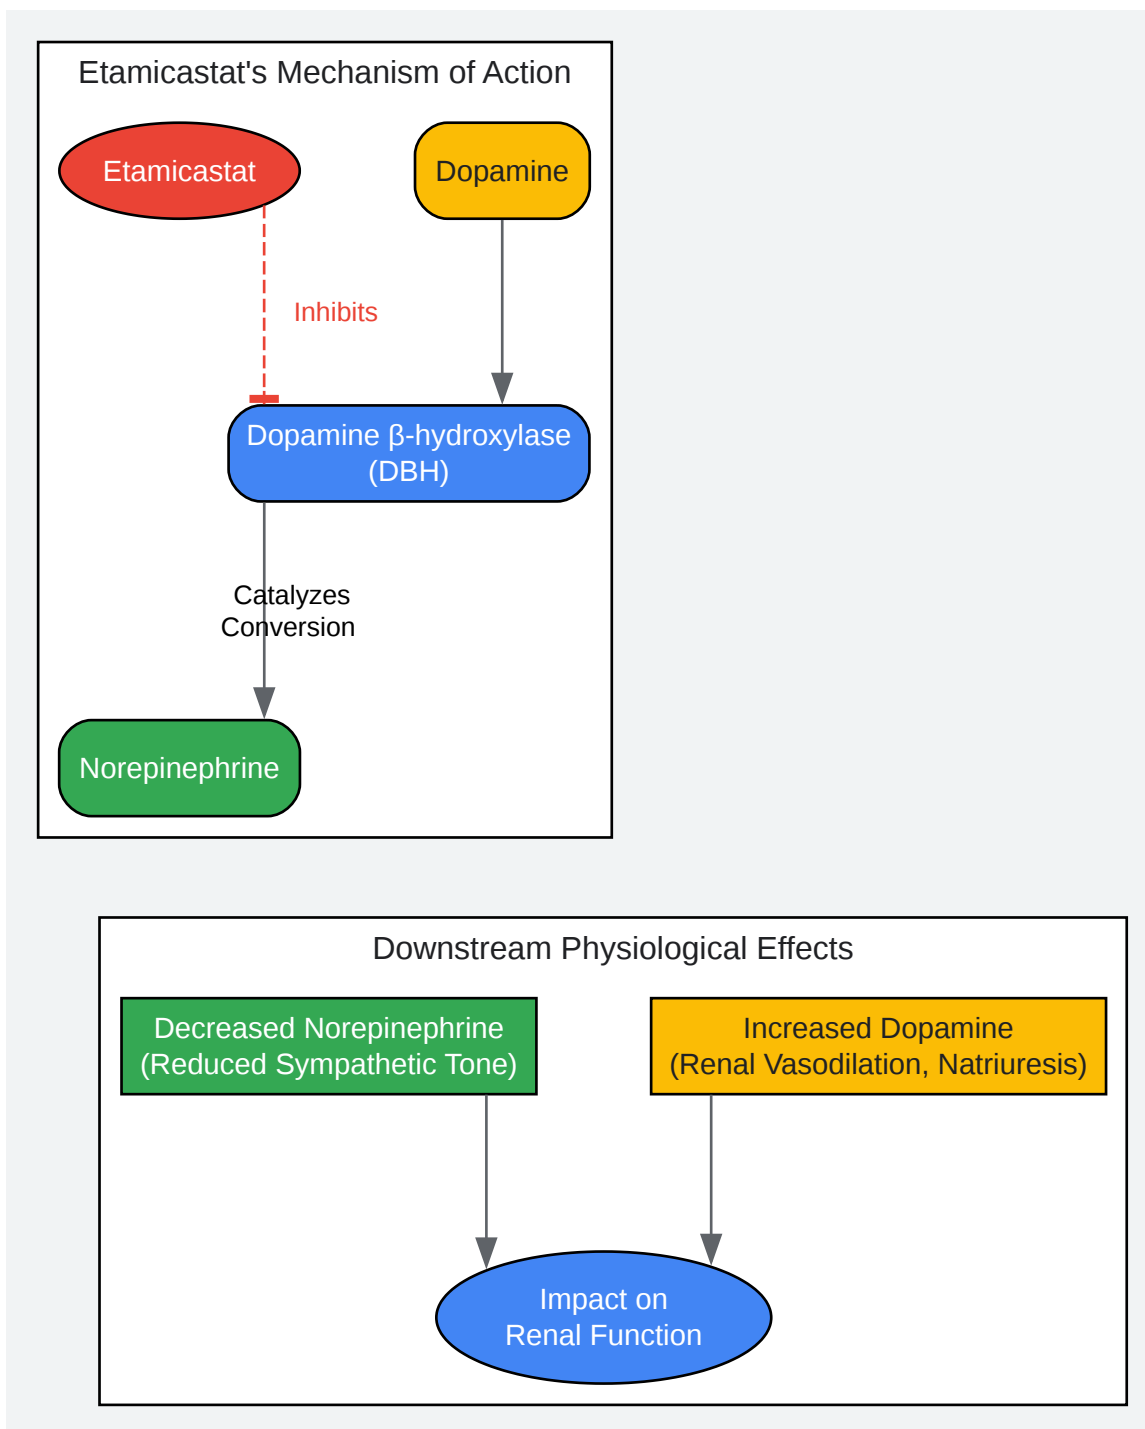 Etamicastat's Mechanism of Action
Etamicastat
Dopamine
Inhibits
Dopamine β-hydroxylase
(DBH)
Catalyzes
Conversion
Norepinephrine
Downstream Physiological Effects
Decreased Norepinephrine
(Reduced Sympathetic Tone)
Increased Dopamine
(Renal Vasodilation, Natriuresis)
Impact on
Renal Function